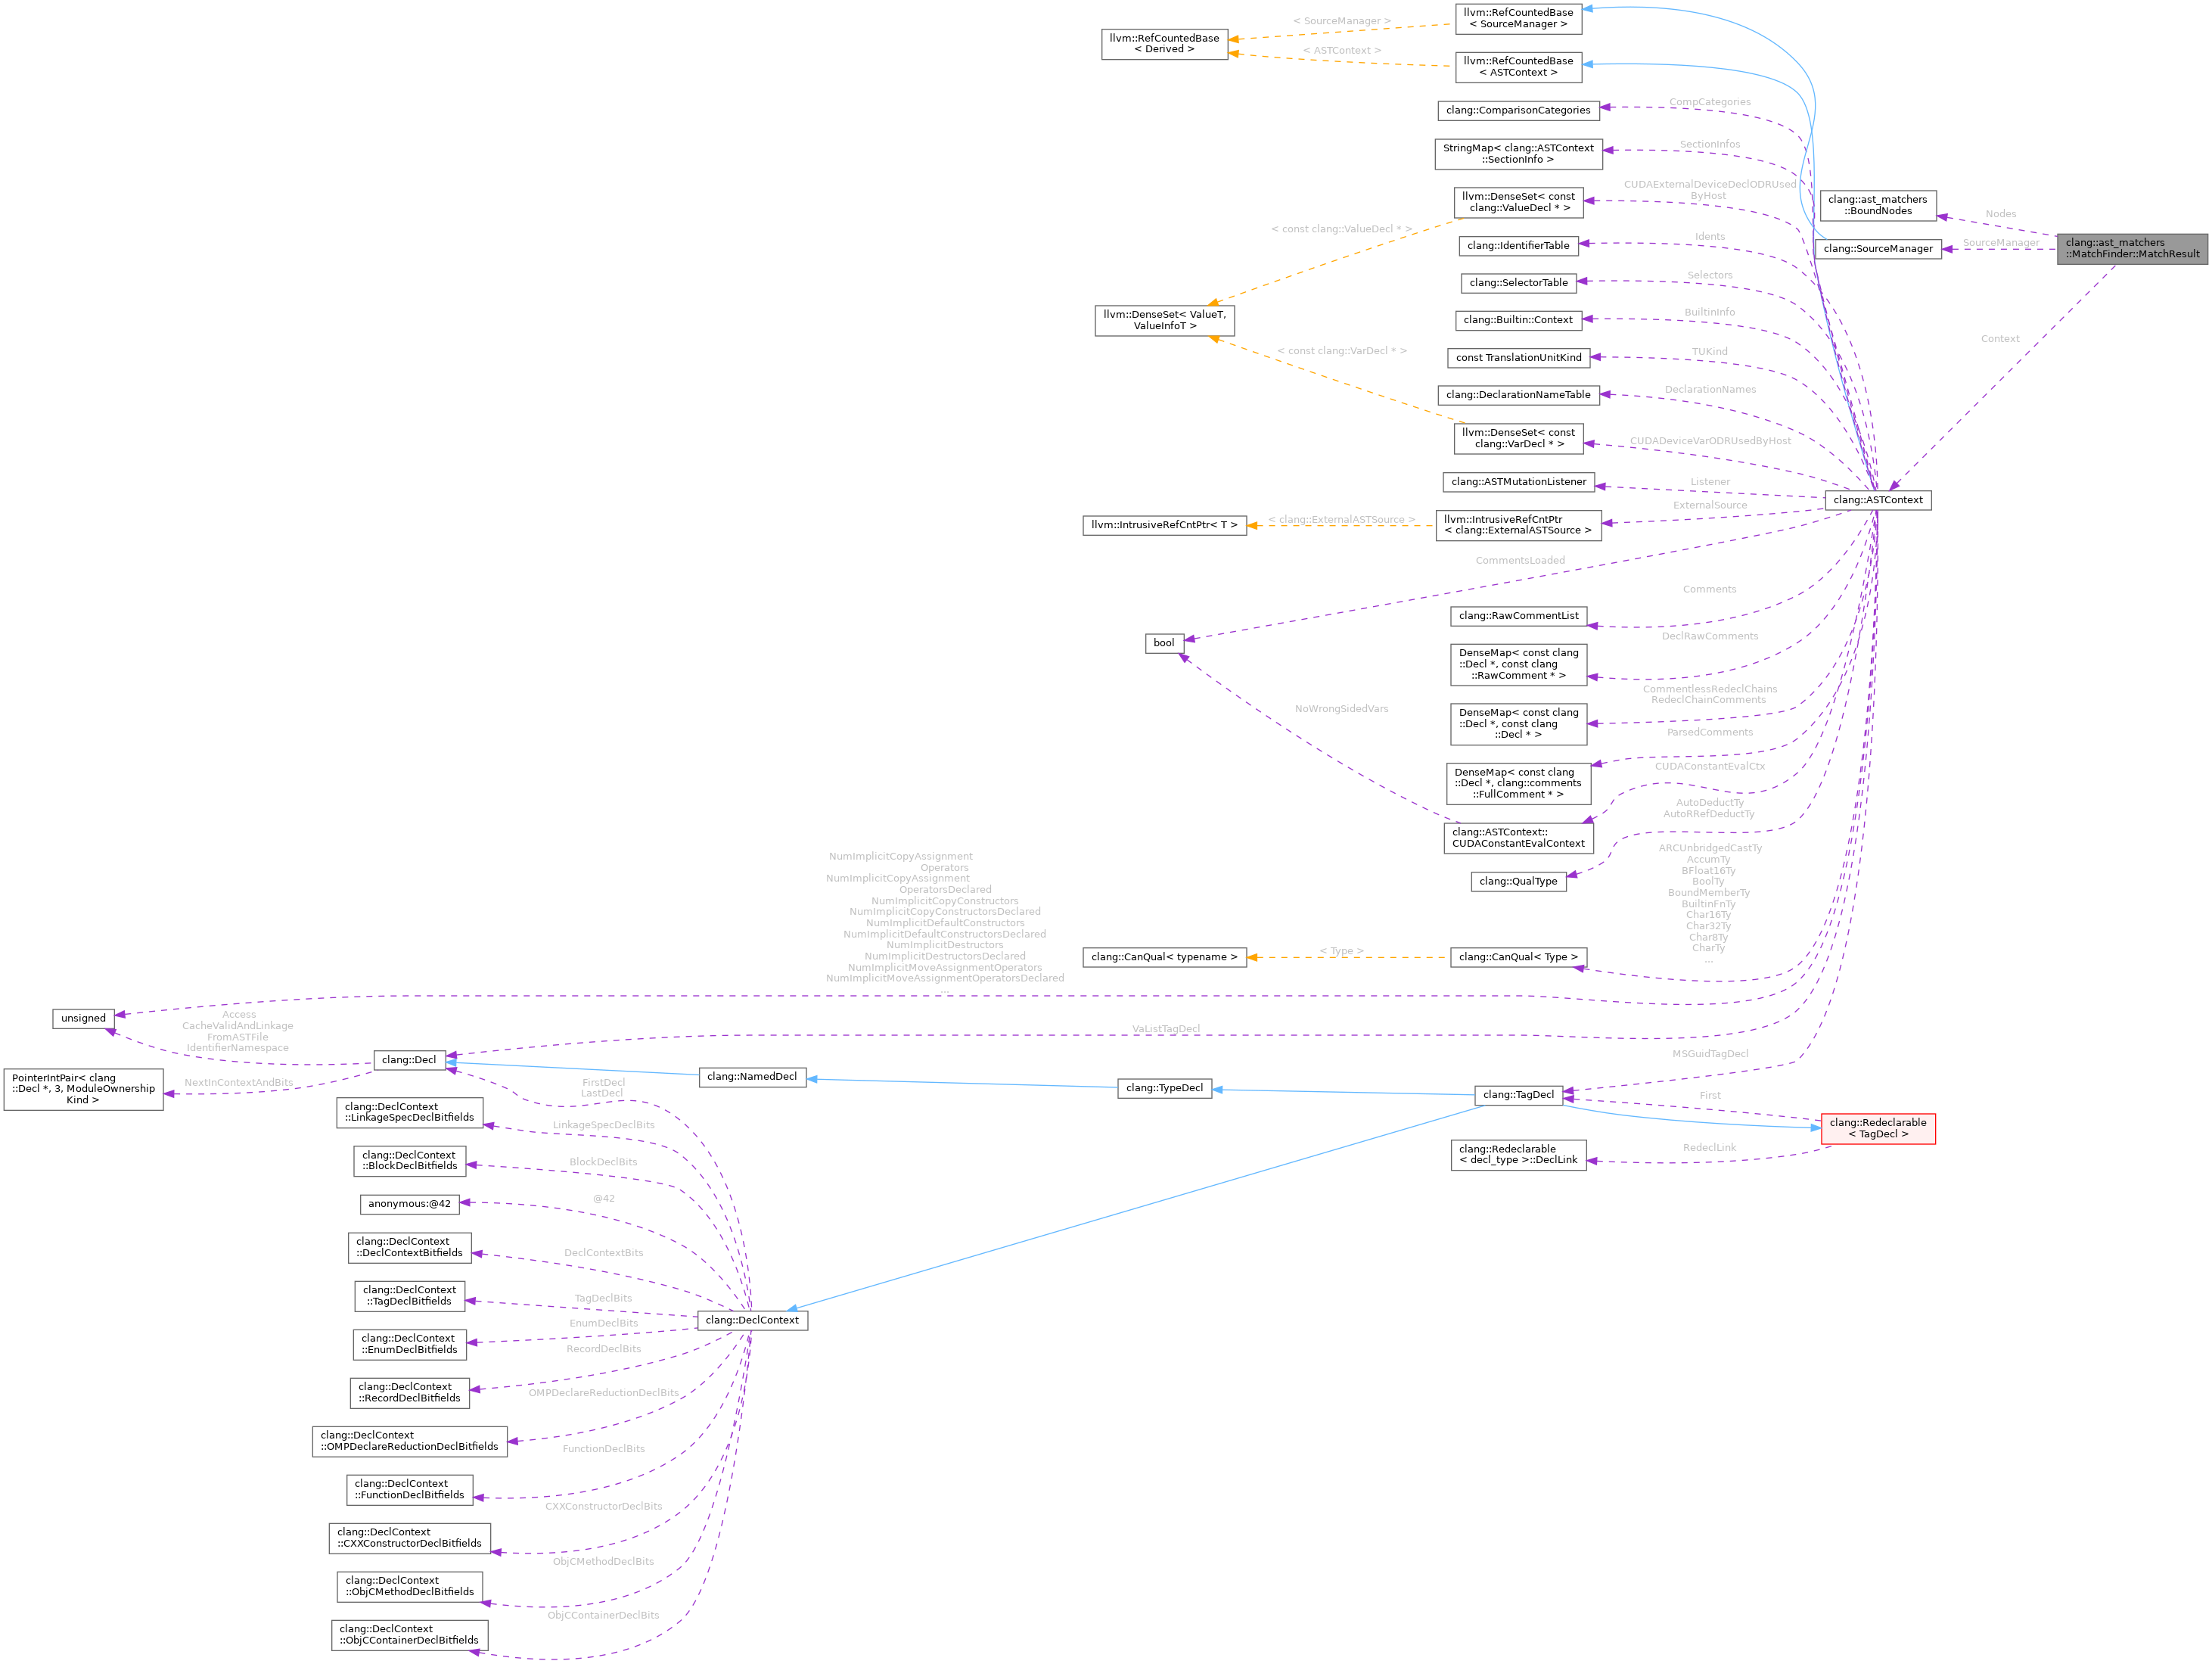 llvm::RefCountedBase
< SourceManager >
< SourceManager >
llvm::RefCountedBase
< Derived >
< ASTContext >
llvm::RefCountedBase
< ASTContext >
CompCategories
clang::ComparisonCategories
StringMap< clang::ASTContext
::SectionInfo >
SectionInfos
llvm::DenseSet< const
clang::ValueDecl * >
CUDAExternalDeviceDeclODRUsed
ByHost
clang::ast_matchers
::BoundNodes
Nodes
< const clang::ValueDecl * >
clang::IdentifierTable
Idents
clang::SourceManager
SourceManager
clang::ast_matchers
::MatchFinder::MatchResult
clang::SelectorTable
Selectors
llvm::DenseSet< ValueT,
ValueInfoT >
clang::Builtin::Context
BuiltinInfo
Context
< const clang::VarDecl * >
const TranslationUnitKind
TUKind
clang::DeclarationNameTable
DeclarationNames
llvm::DenseSet< const
clang::VarDecl * >
CUDADeviceVarODRUsedByHost
clang::ASTMutationListener
Listener
clang::ASTContext
ExternalSource
llvm::IntrusiveRefCntPtr< T >
< clang::ExternalASTSource >
llvm::IntrusiveRefCntPtr
< clang::ExternalASTSource >
CommentsLoaded
Comments
clang::RawCommentList
bool
DeclRawComments
DenseMap< const clang
::Decl *, const clang
::RawComment * >
CommentlessRedeclChains
RedeclChainComments
NoWrongSidedVars
DenseMap< const clang
::Decl *, const clang
::Decl * >
ParsedComments
DenseMap< const clang
::Decl *, clang::comments
::FullComment * >
CUDAConstantEvalCtx
AutoDeductTy
AutoRRefDeductTy
clang::ASTContext::
CUDAConstantEvalContext
clang::QualType
ARCUnbridgedCastTy
AccumTy
BFloat16Ty
BoolTy
BoundMemberTy
BuiltinFnTy
Char16Ty
Char32Ty
Char8Ty
CharTy
...
NumImplicitCopyAssignment
Operators
NumImplicitCopyAssignment
OperatorsDeclared
NumImplicitCopyConstructors
NumImplicitCopyConstructorsDeclared
NumImplicitDefaultConstructors
NumImplicitDefaultConstructorsDeclared
NumImplicitDestructors
NumImplicitDestructorsDeclared
NumImplicitMoveAssignmentOperators
NumImplicitMoveAssignmentOperatorsDeclared
...
clang::CanQual< typename >
< Type >
clang::CanQual< Type >
unsigned
Access
CacheValidAndLinkage
FromASTFile
IdentifierNamespace
VaListTagDecl
MSGuidTagDecl
clang::Decl
PointerIntPair< clang
::Decl *, 3, ModuleOwnership
Kind >
NextInContextAndBits
clang::NamedDecl
clang::TypeDecl
clang::TagDecl
First
FirstDecl
LastDecl
clang::Redeclarable
< TagDecl >
RedeclLink
clang::Redeclarable
< decl_type >::DeclLink
clang::DeclContext
::LinkageSpecDeclBitfields
LinkageSpecDeclBits
clang::DeclContext
::BlockDeclBitfields
BlockDeclBits
anonymous:@42
@42
clang::DeclContext
::DeclContextBitfields
DeclContextBits
clang::DeclContext
::TagDeclBitfields
TagDeclBits
clang::DeclContext
clang::DeclContext
::EnumDeclBitfields
EnumDeclBits
clang::DeclContext
::RecordDeclBitfields
RecordDeclBits
clang::DeclContext
::OMPDeclareReductionDeclBitfields
OMPDeclareReductionDeclBits
clang::DeclContext
::FunctionDeclBitfields
FunctionDeclBits
clang::DeclContext
::CXXConstructorDeclBitfields
CXXConstructorDeclBits
clang::DeclContext
::ObjCMethodDeclBitfields
ObjCMethodDeclBits
clang::DeclContext
::ObjCContainerDeclBitfields
ObjCContainerDeclBits